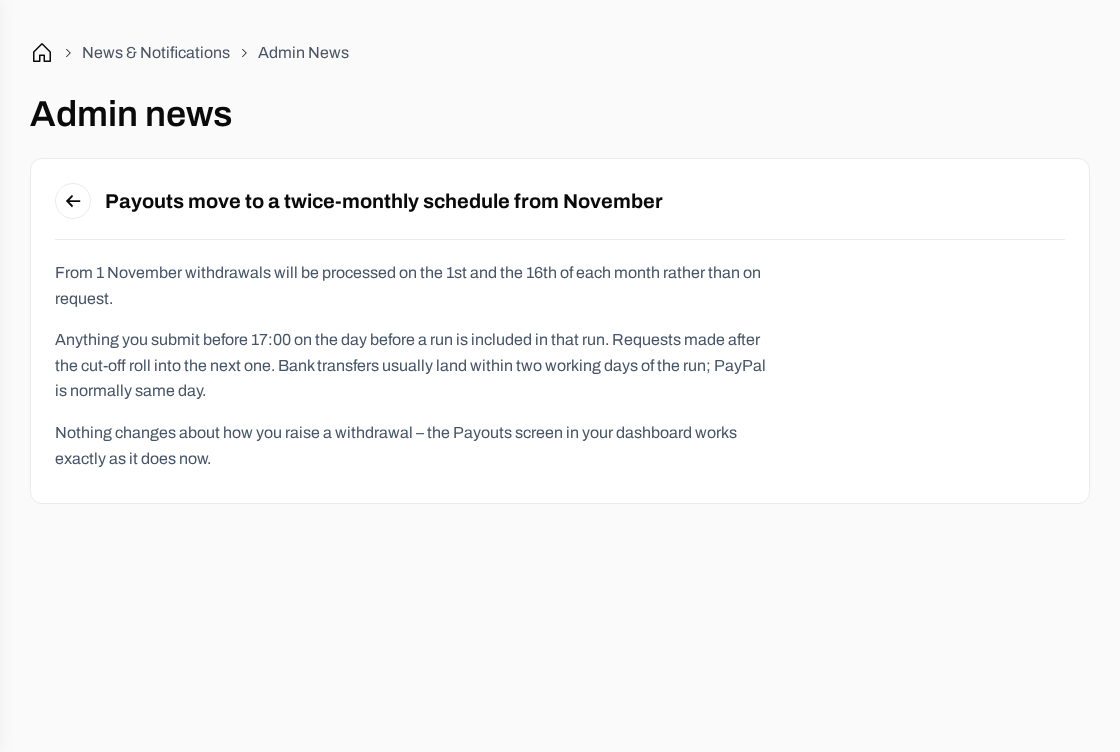 News & Notifications
Admin News
Admin news
Payouts move to a twice-monthly schedule from November
From 1 November withdrawals will be processed on the 1st and the 16th of each month rather than on
request.
Anything you submit before 17:00 on the day before a run is included in that run. Requests made after
the cut-off roll into the next one. Bank transfers usually land within two working days of the run; PayPal
is normally same day.
Nothing changes about how you raise a withdrawal – the Payouts screen in your dashboard works
exactly as it does now.